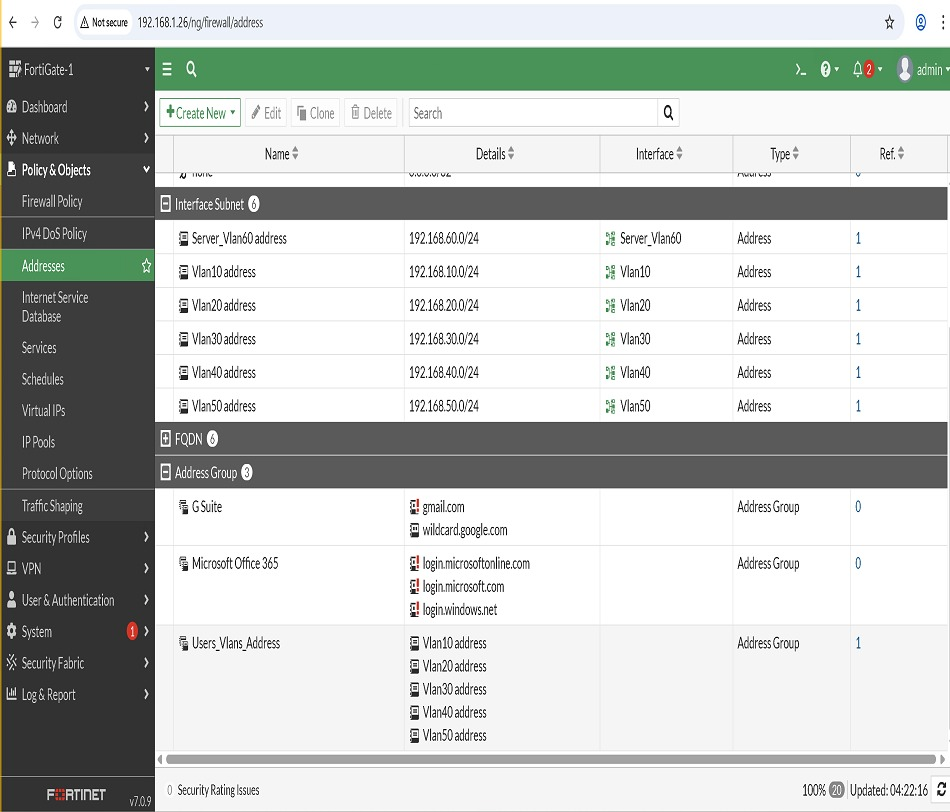 Not secure 192.168.1.26/ng/firewall/address
FortiGate-1
2 admin
Dashboard
Network
Policy & Objects
Firewall Policy
IPv4 DoS Policy
Addresses
Internet Service
Database
Services
Schedules
Virtual IPs
IP Pools
Protocol Options
Traffic Shaping
Security Profiles
VPN
User & Authentication
System 1
Security Fabric
Log & Report
FORTINET v7.0.9
Create New Edit Clone Delete Search
Name Details Interface Type Ref.
Interface Subnet 6
Server_Vlan60 address 192.168.60.0/24 Server_Vlan60 Address 1
Vlan10 address 192.168.10.0/24 Vlan10 Address 1
Vlan20 address 192.168.20.0/24 Vlan20 Address 1
Vlan30 address 192.168.30.0/24 Vlan30 Address 1
Vlan40 address 192.168.40.0/24 Vlan40 Address 1
Vlan50 address 192.168.50.0/24 Vlan50 Address 1
FQDN 6
Address Group 3
G Suite gmail.com Address Group 0
wildcard.google.com
Microsoft Office 365 login.microsoftonline.com Address Group 0
login.microsoft.com
login.windows.net
Users_Vlans_Address Vlan10 address Address Group 1
Vlan20 address
Vlan30 address
Vlan40 address
Vlan50 address
0 Security Rating Issues 100% 20 Updated: 04:22:16